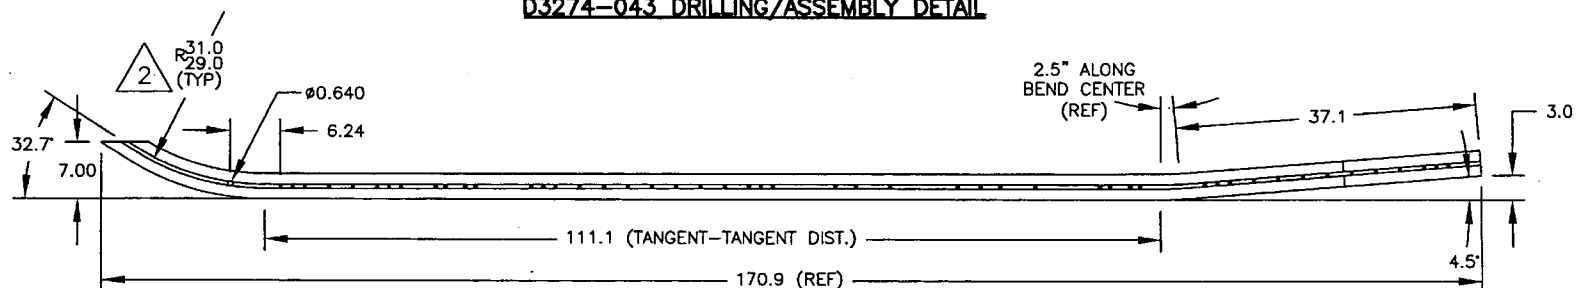 D3274-043 DRILLING/ASSEMBLY DETAIL
2
R31.0
29.0
(TYP)
Ø0.640
6.24
2.5" ALONG
BEND CENTER
(REF)
37.1
3.0
32.7°
7.00
111.1 (TANGENT-TANGENT DIST.)
4.5°
170.9 (REF)